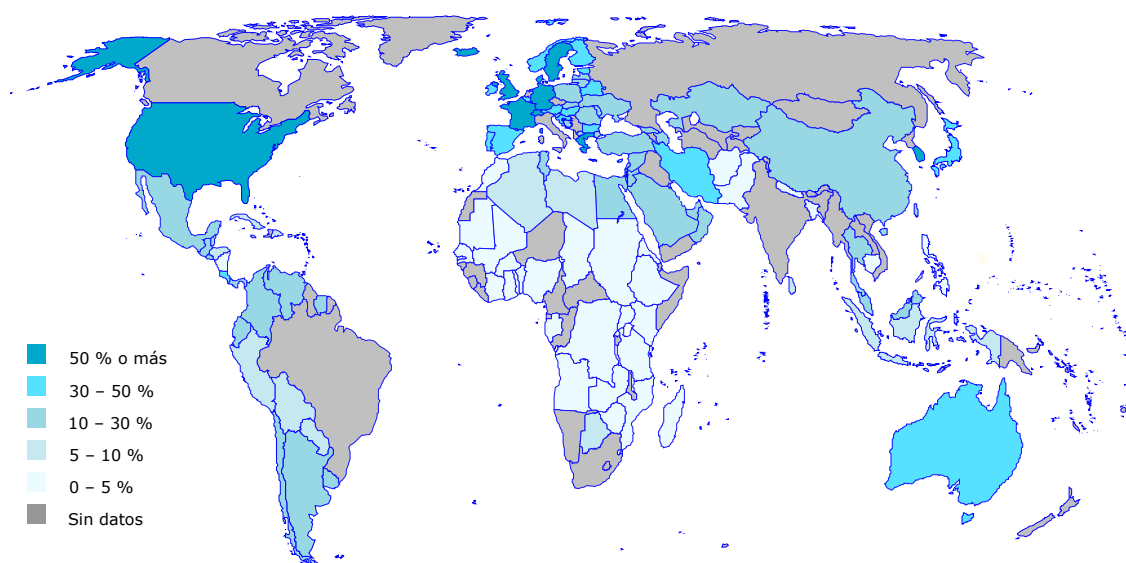 50 % o más
30 – 50 %
10 – 30 %
5 – 10 %
0 – 5 %
Sin datos